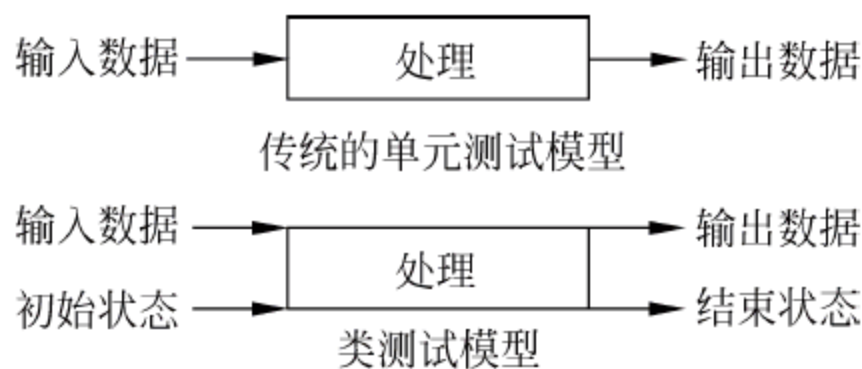 输入数据 处理 输出数据
传统的单元测试模型
输入数据 输出数据
处理
初始状态 结束状态
类测试模型